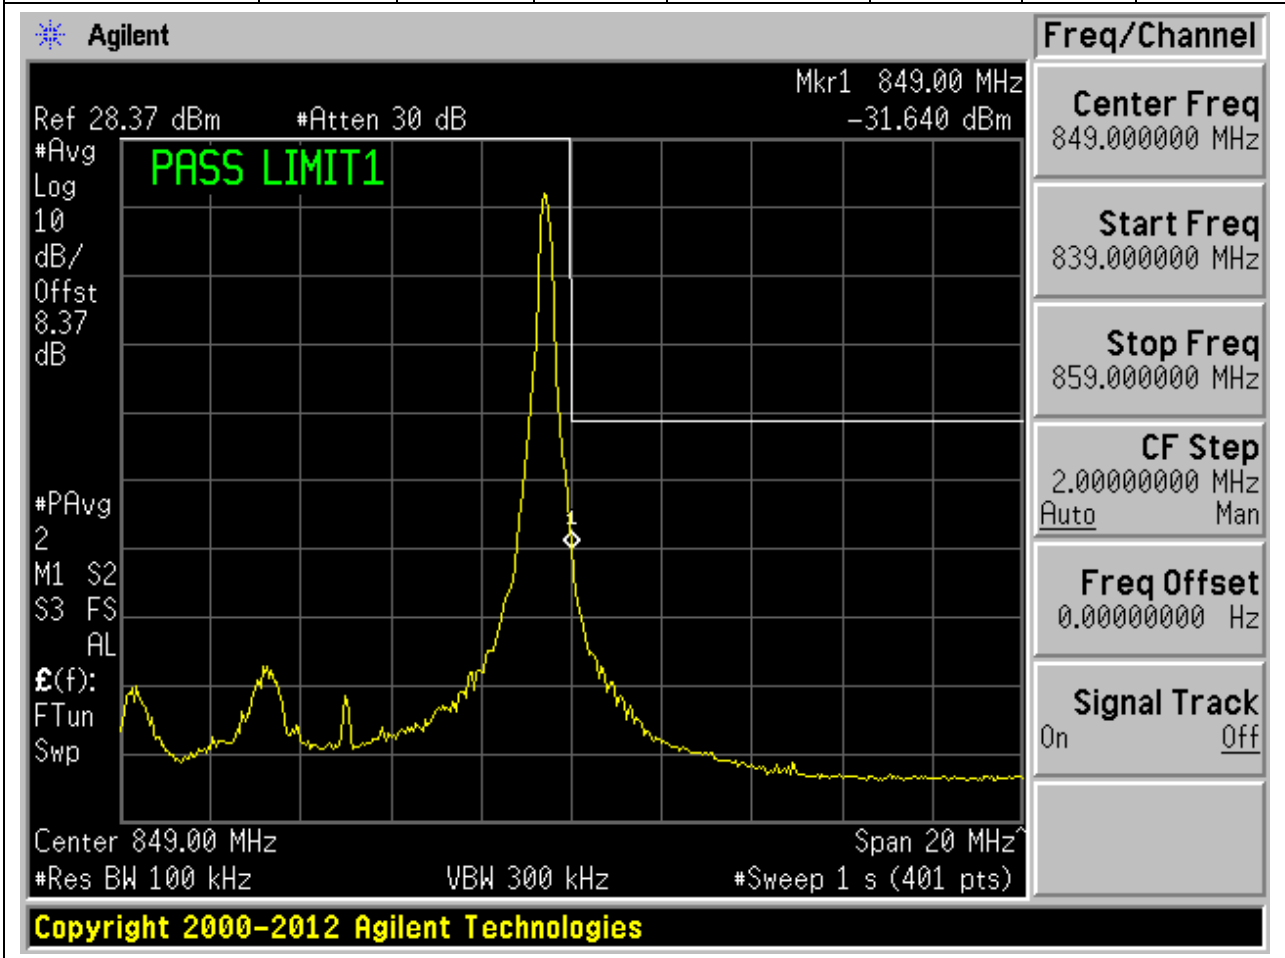 Agilent
Freq/Channel
Mkr1 849.00 MHz
Ref 28.37 dBm #Atten 30 dB -31.640 dBm
#Avg
Log
10
dB/
Offst
8.37
dB
PASS LIMIT1
1
#PAvg
2
M1 S2
S3 FS
AL
£(f):
FTun
Swp
Center 849.00 MHz Span 20 MHz^
#Res BW 100 kHz VBW 300 kHz #Sweep 1 s (401 pts)
Center Freq
849.000000 MHz
Start Freq
839.000000 MHz
Stop Freq
859.000000 MHz
CF Step
2.00000000 MHz
Auto Man
Freq Offset
0.00000000 Hz
Signal Track
On Off
Copyright 2000-2012 Agilent Technologies